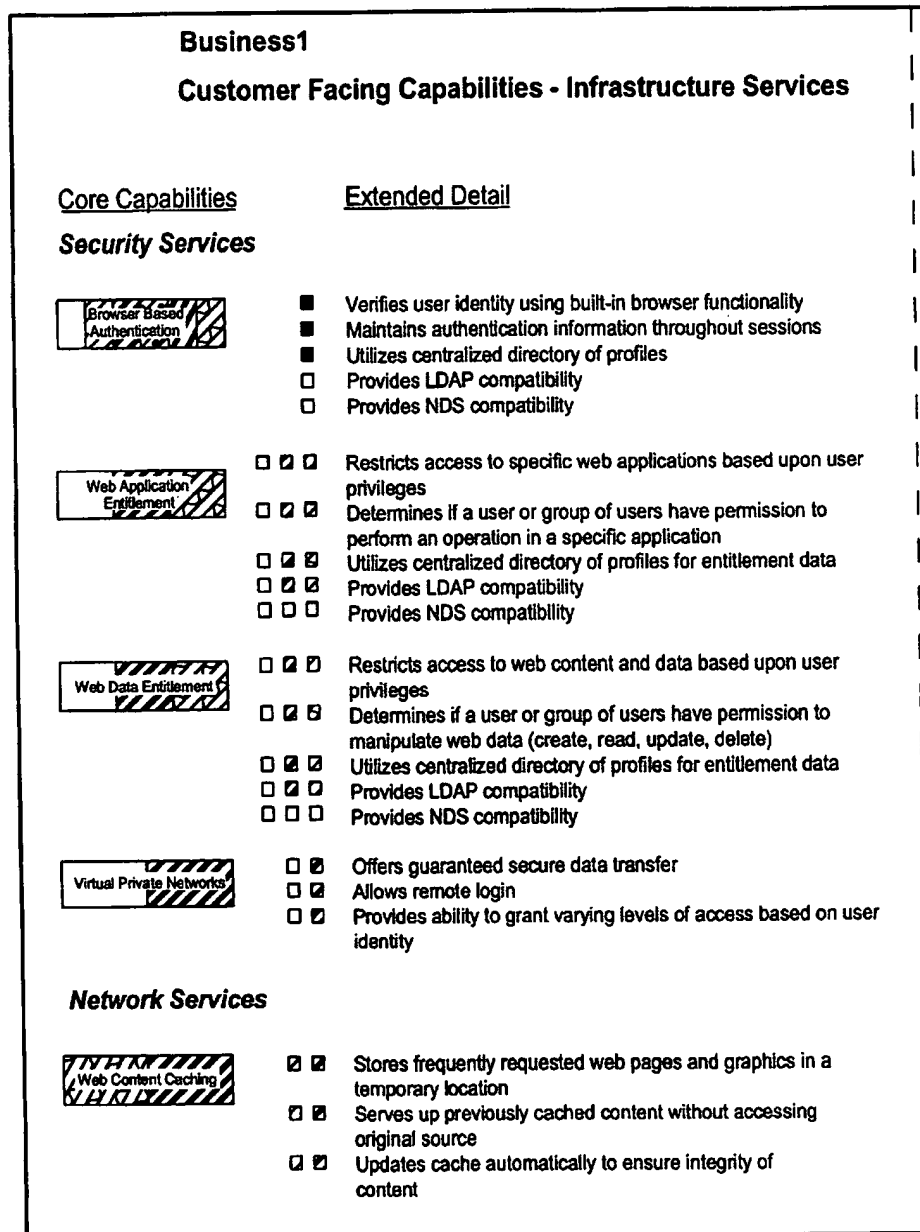 Business1
Customer Facing Capabilities - Infrastructure Services
Core Capabilities
Extended Detail
Security Services
Browser Based
Authentication
Verifies user identity using built-in browser functionality
Maintains authentication information throughout sessions
Utilizes centralized directory of profiles
Provides LDAP compatibility
Provides NDS compatibility
Web Application
Entitlement
Restricts access to specific web applications based upon user
privileges
Determines if a user or group of users have permission to
perform an operation in a specific application
Utilizes centralized directory of profiles for entitlement data
Provides LDAP compatibility
Provides NDS compatibility
Web Data Entitlement
Restricts access to web content and data based upon user
privileges
Determines if a user or group of users have permission to
manipulate web data (create, read, update, delete)
Utilizes centralized directory of profiles for entitlement data
Provides LDAP compatibility
Provides NDS compatibility
Virtual Private Networks
Offers guaranteed secure data transfer
Allows remote login
Provides ability to grant varying levels of access based on user
identity
Network Services
Web Content Caching
Stores frequently requested web pages and graphics in a
temporary location
Serves up previously cached content without accessing
original source
Updates cache automatically to ensure integrity of
content